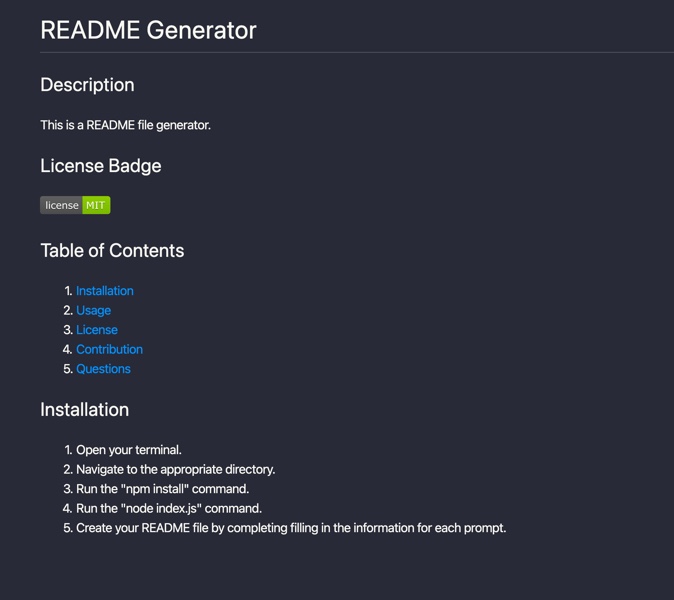 README Generator
Description
This is a README file generator.
License Badge
license MIT
Table of Contents
1. Installation
2. Usage
3. License
4. Contribution
5. Questions
Installation
1. Open your terminal.
2. Navigate to the appropriate directory.
3. Run the "npm install" command.
4. Run the "node index.js" command.
5. Create your README file by completing filling in the information for each prompt.